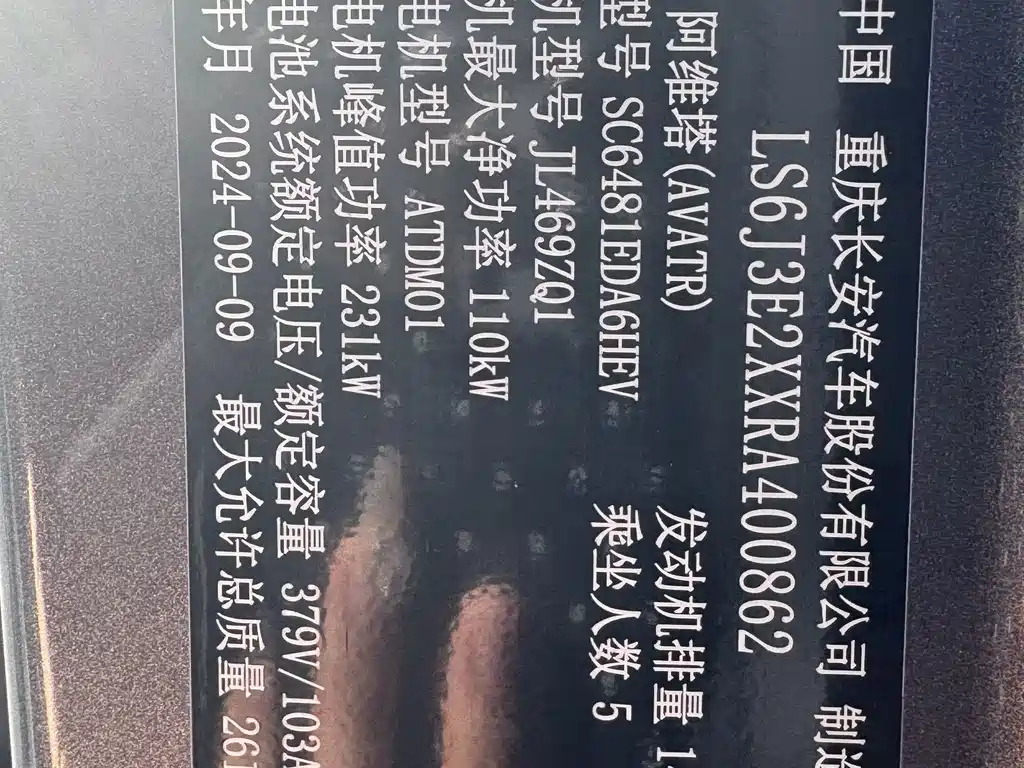 中国 重庆长安汽车股份有限公司 制造
LS6J3E2XXRA400862
阿维塔(AVATR) 发动机排量 1.
型号 SC6481EDA6HEV 乘坐人数 5
机型号 JL469ZQ1
机最大净功率 110kW
电机型号 ATDM01
电机峰值功率 231kW
电池系统额定电压/额定容量 379V/103A
年月 2024-09-09 最大允许总质量 26